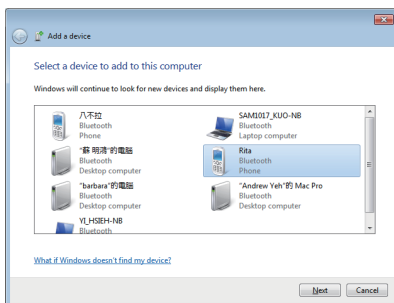 Add a device
Select a device to add to this computer
Windows will continue to look for new devices and display them here.
八不拉
Bluetooth
Phone
SAM1017_KUO-NB
Bluetooth
Laptop computer
"蘇 明鴻"的電腦
Bluetooth
Desktop computer
Rita
Bluetooth
Phone
"barbara"的電腦
Bluetooth
Desktop computer
"Andrew Yeh"的 Mac Pro
Bluetooth
Desktop computer
YI_HSIEH-NB
Bluetooth
What if Windows doesn't find my device?
Next
Cancel